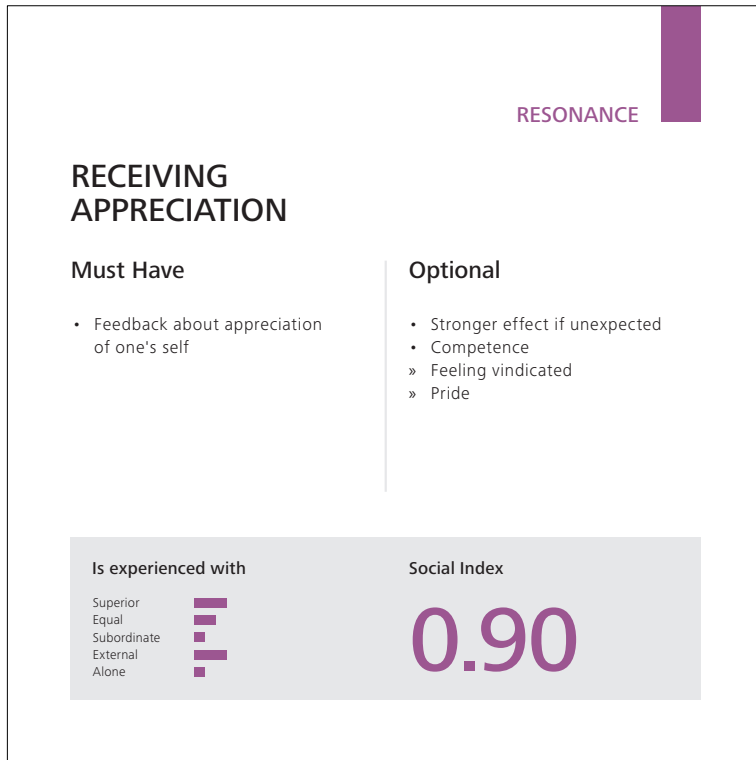 RESONANCE
RECEIVING
APPRECIATION
Must Have
• Feedback about appreciation
of one's self
Optional
• Stronger effect if unexpected
• Competence
» Feeling vindicated
» Pride
Is experienced with
Superior
Equal
Subordinate
External
Alone
Social Index
0.90